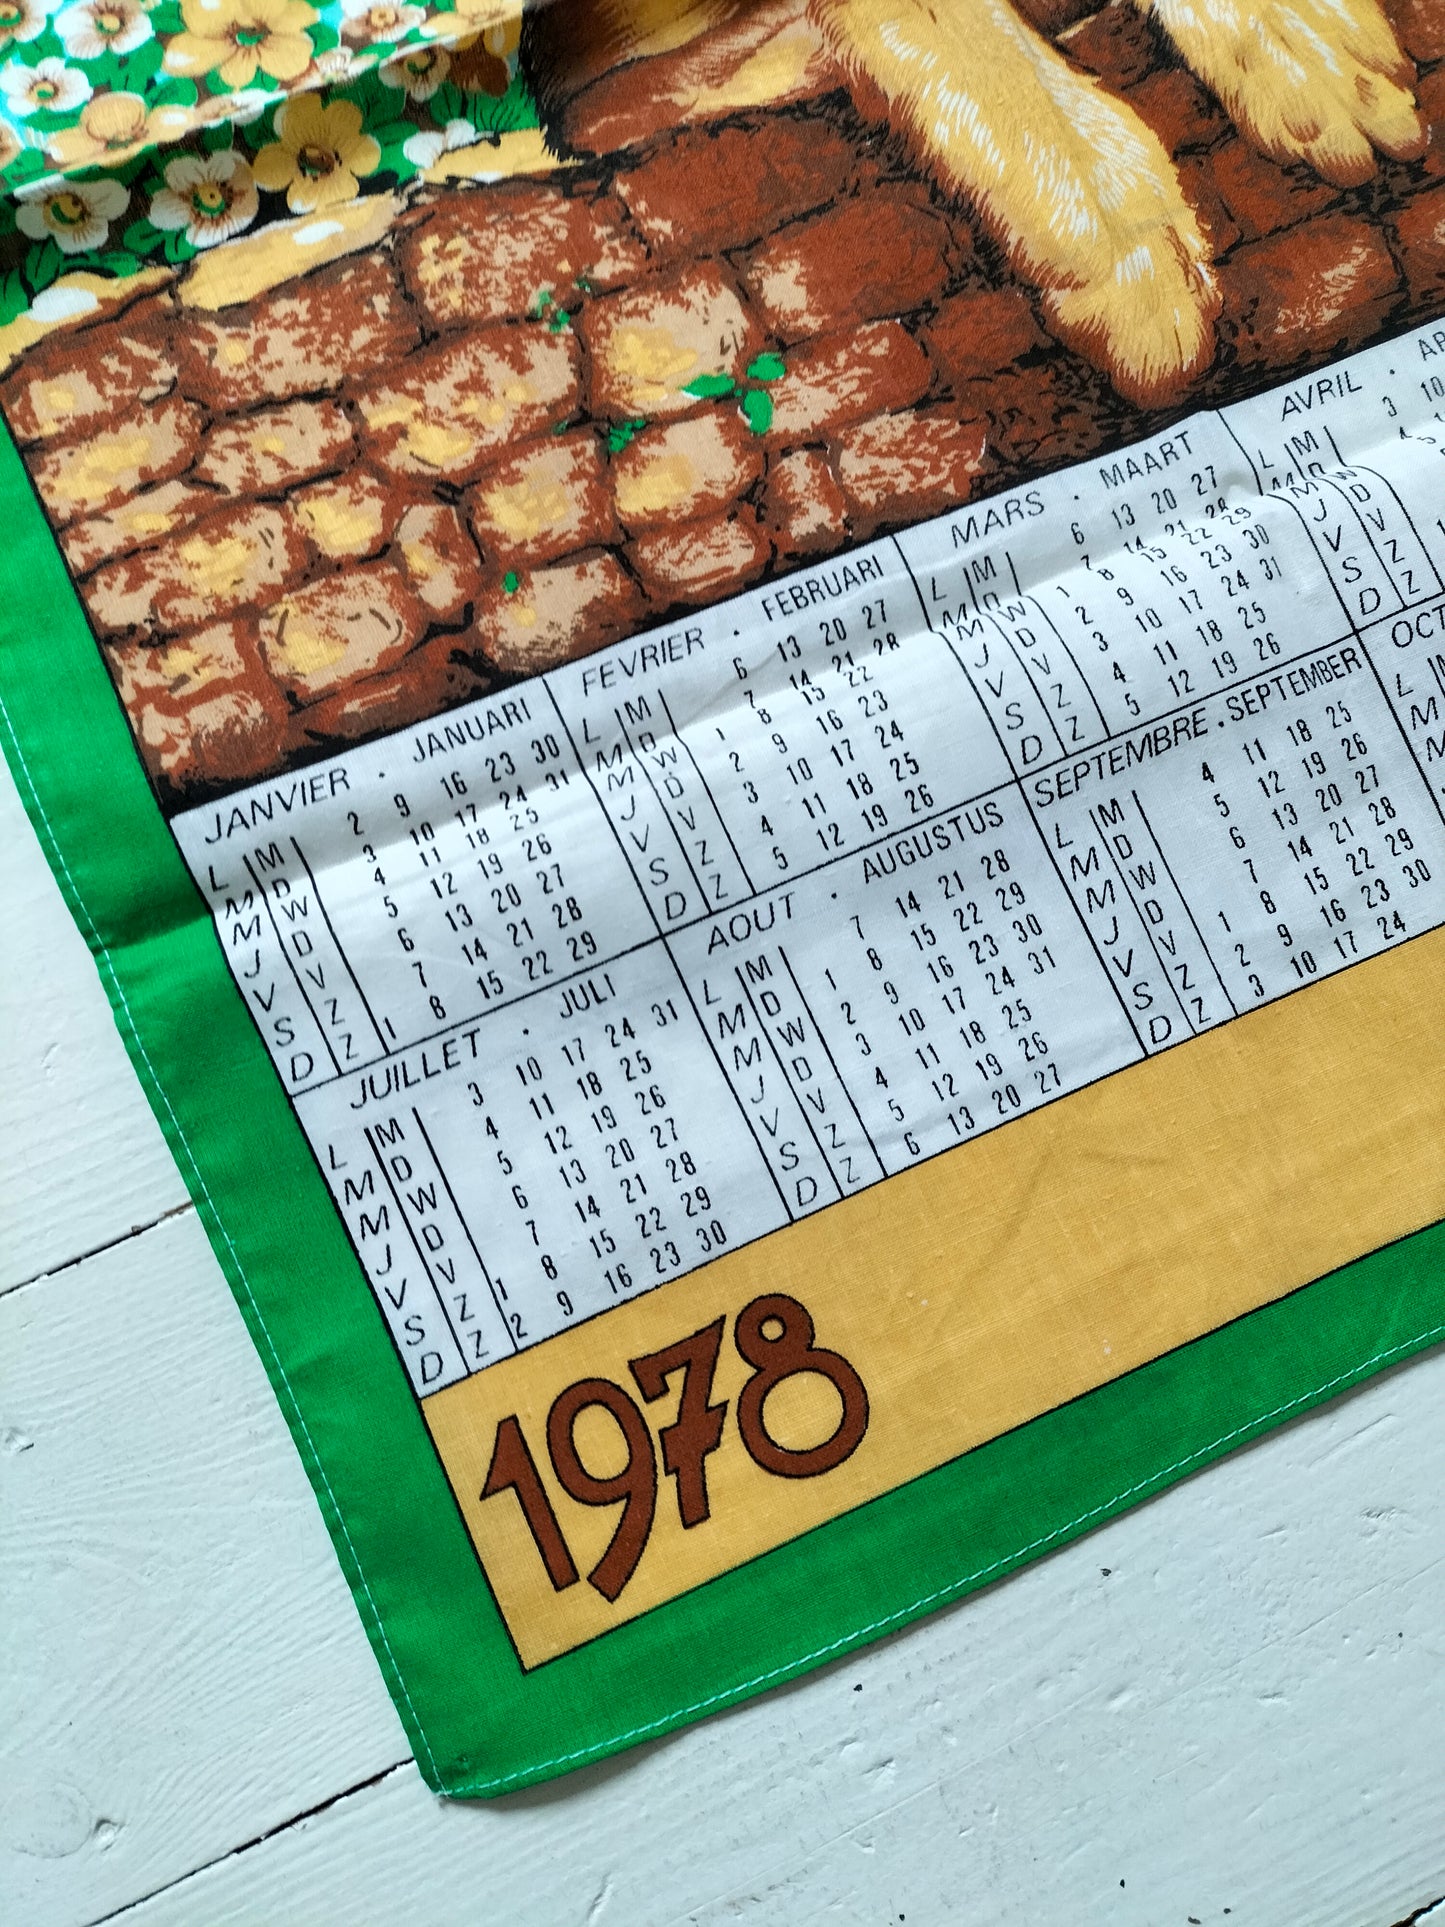 JANVIER . JANUARI
L M 2 9 16 23 30
M D 3 10 17 24 31
M W 4 11 18 25
J D 5 12 19 26
V V 6 13 20 27
S Z 7 14 21 28
D Z 1 8 15 22 29
FEVRIER . FEBRUARI
L M 6 13 20 27
M D 7 14 21 28
M W 1 8 15 22
J D 2 9 16 23
V V 3 10 17 24
S Z 4 11 18 25
D Z 5 12 19 26
MARS . MAART
L M 6 13 20 27
M D 7 14 21 28
M W 1 8 15 22 29
J D 2 9 16 23 30
V V 3 10 17 24 31
S Z 4 11 18 25
D Z 5 12 19 26
AVRIL . AP
L M 3 10
M D 4
J D
V V
S Z
D Z
JUILLET . JULI
L M 3 10 17 24 31
M D 4 11 18 25
M W 5 12 19 26
J D 6 13 20 27
V V 7 14 21 28
S Z 1 8 15 22 29
D Z 2 9 16 23 30
AOUT . AUGUSTUS
L M 7 14 21 28
M D 1 8 15 22 29
M W 2 9 16 23 30
J D 3 10 17 24 31
V V 4 11 18 25
S Z 5 12 19 26
D Z 6 13 20 27
SEPTEMBRE . SEPTEMBER
L M 4 11 18 25
M D 5 12 19 26
M W 6 13 20 27
J D 7 14 21 28
V V 1 8 15 22 29
S Z 2 9 16 23 30
D Z 3 10 17 24
OCT
L M
M
M
1978